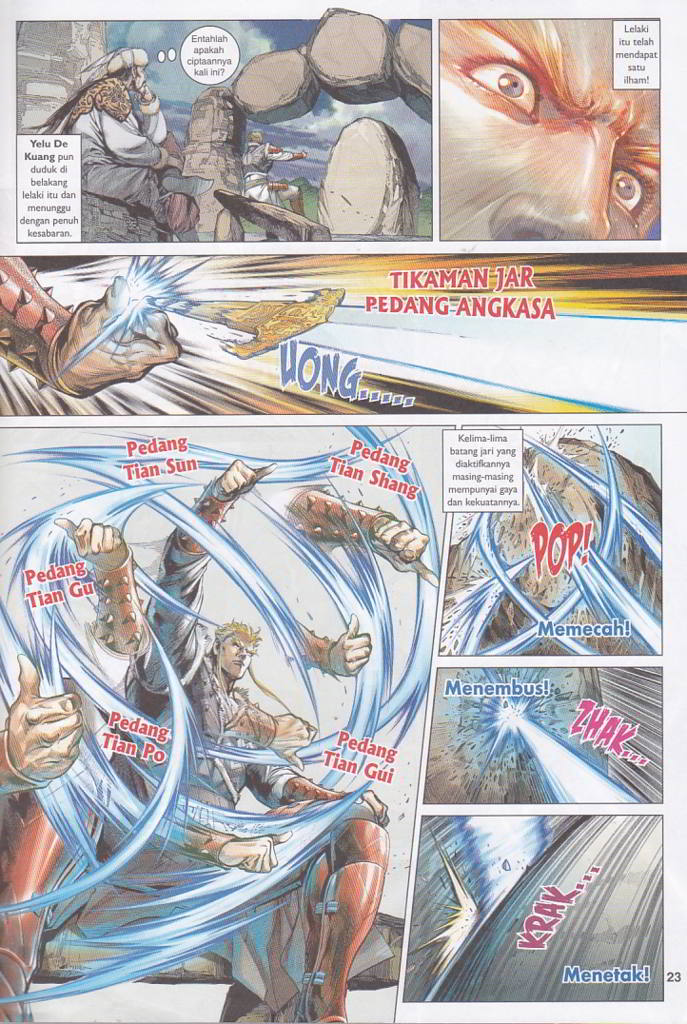 Entahlah
apakah
ciptaannya
kali ini?
Yelu De
Kuang pun
duduk di
belakang
lelaki itu dan
menunggu
dengan penuh
kesabaran.
Lelaki
itu telah
mendapat
satu
ilham!
TIKAMAN JAR
PEDANG ANGKASA
UONG.....
Pedang
Tian Sun
Pedang
Tian Shang
Pedang
Tian Gu
Pedang
Tian Po
Pedang
Tian Gui
Kelima-lima
batang jari yang
diaktifkannya
masing-masing
mempunyai gaya
dan kekuatannya.
POP!
Memecah!
Menembus!
ZHAK...
KRAK...
Menetak!
23